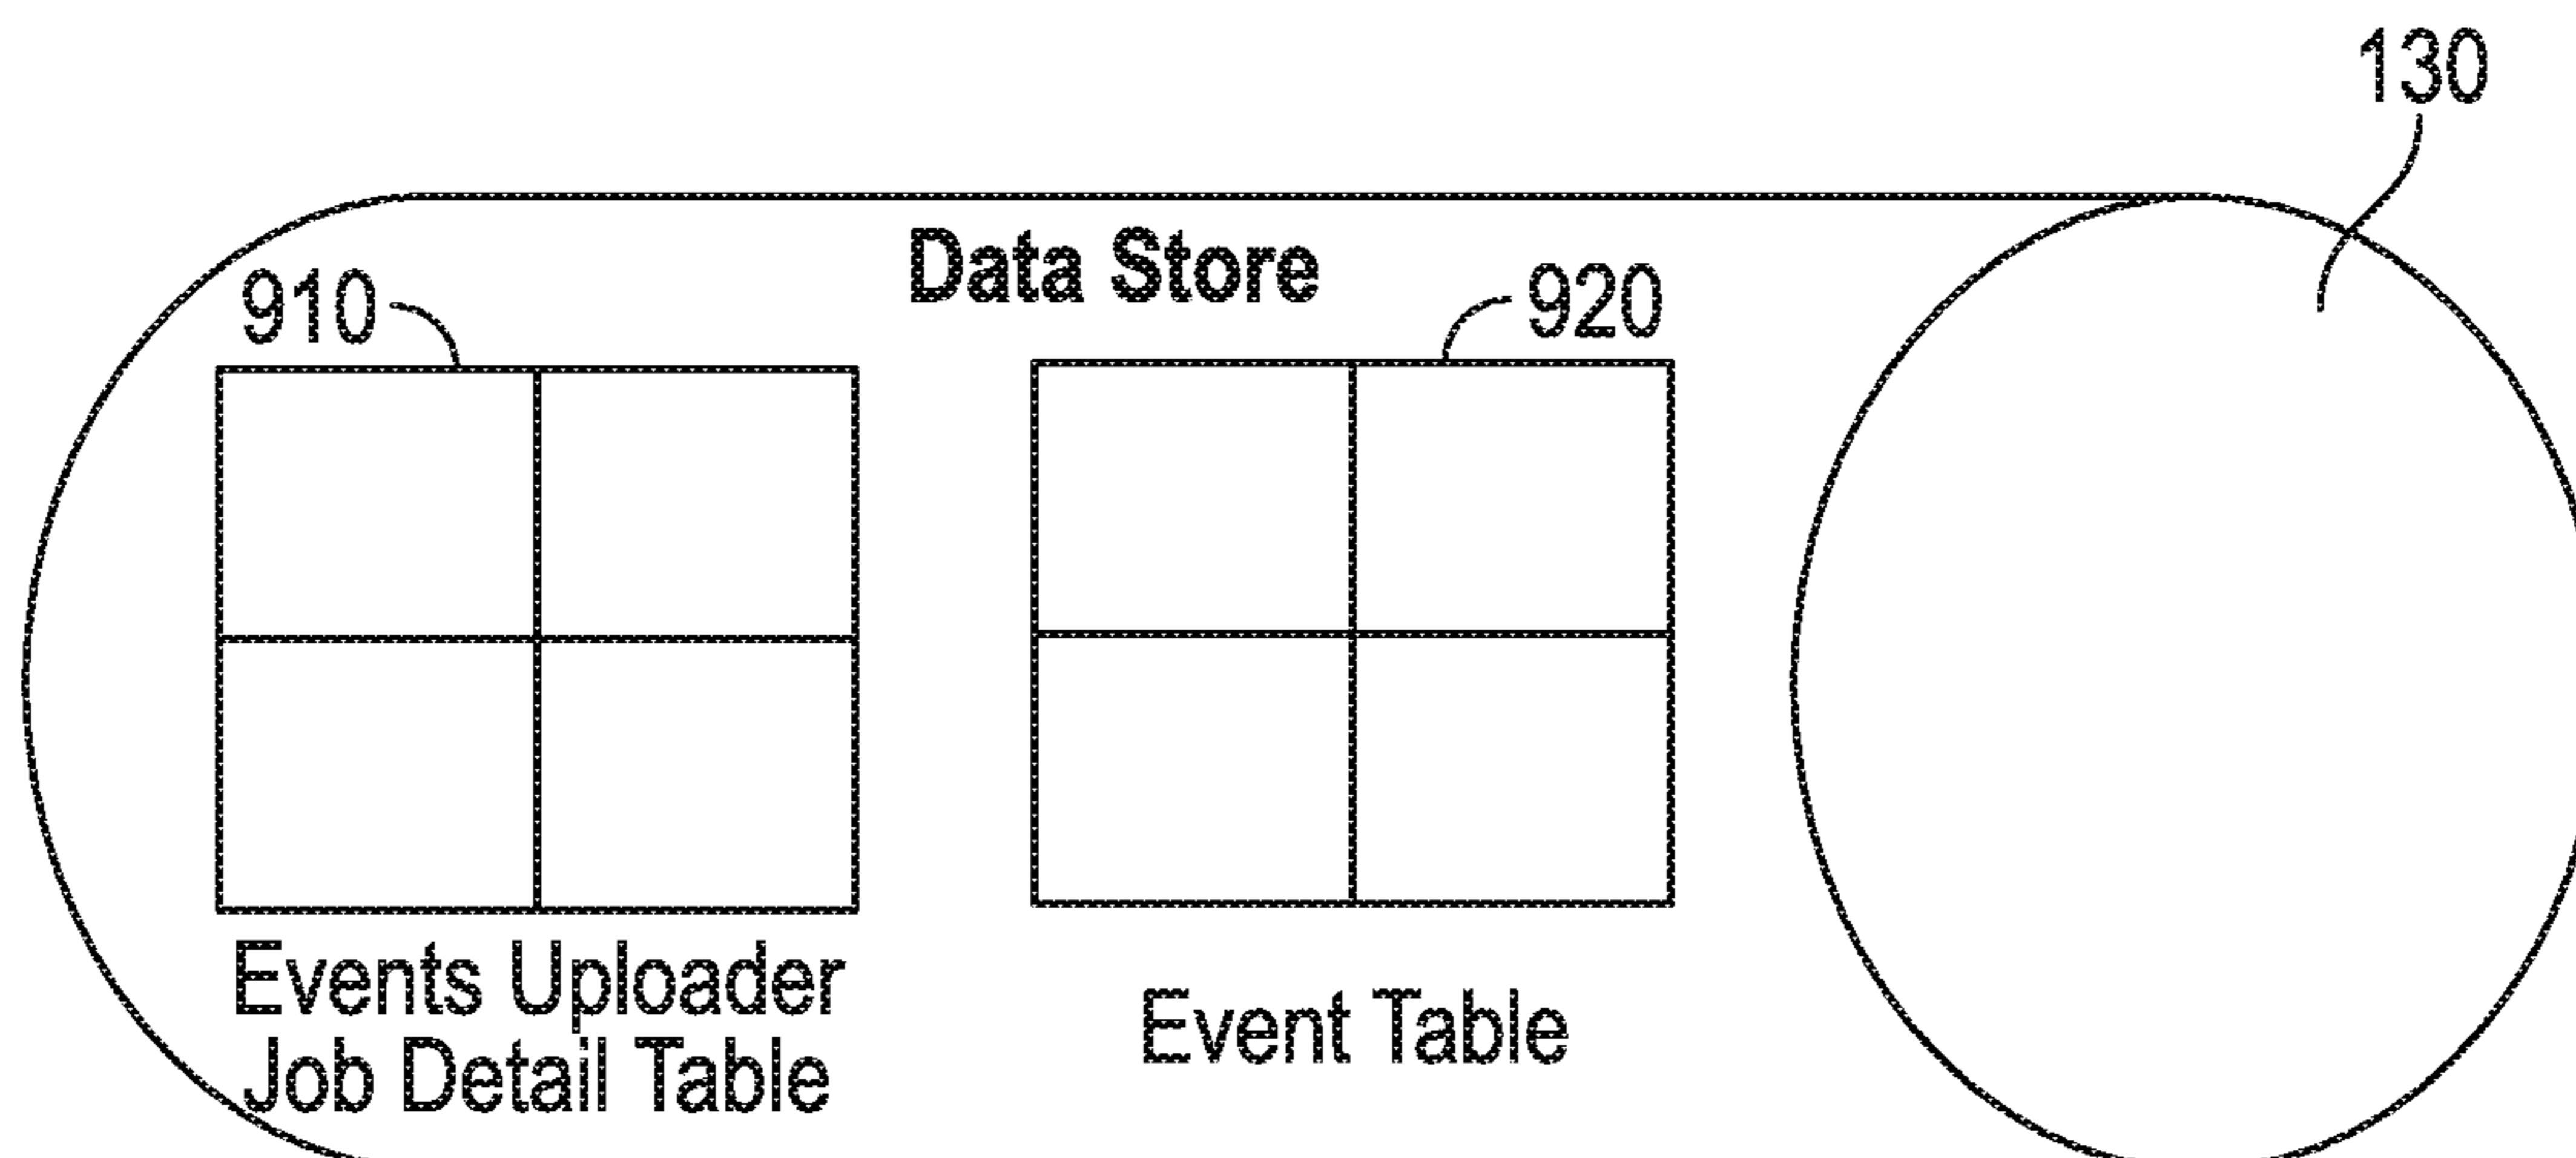 130
Data Store
910
920
Events Uploader
Job Detail Table
Event Table